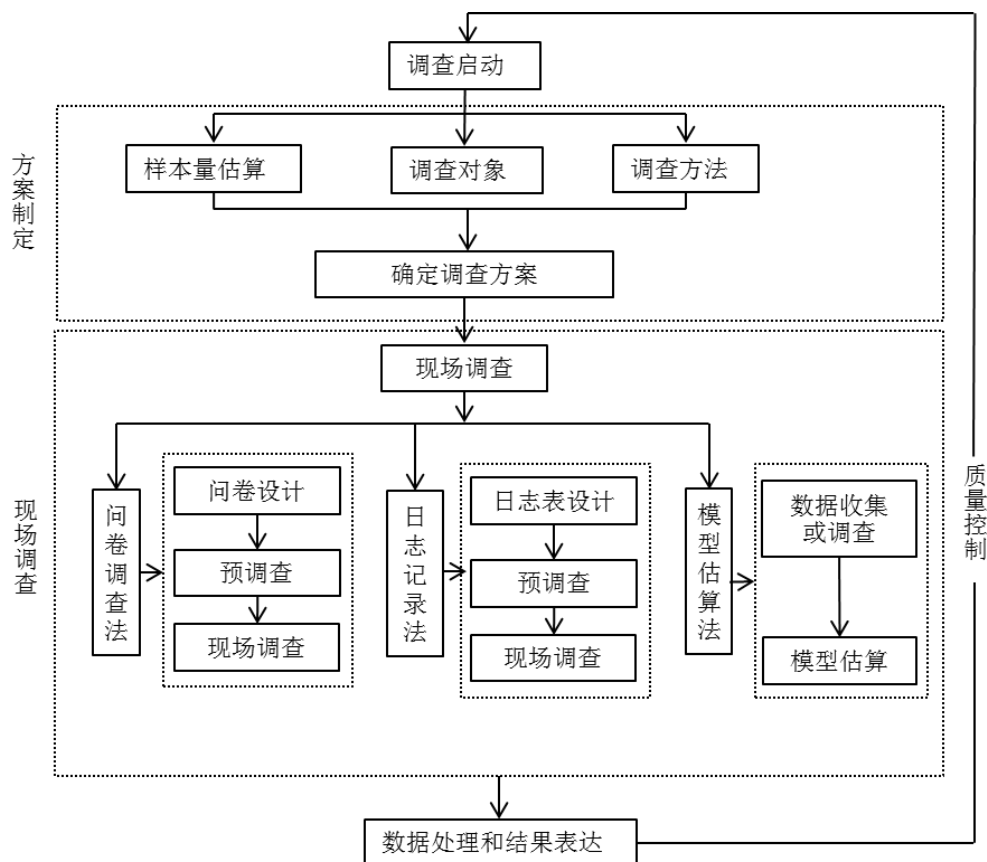 调查启动
方案制定
样本量估算
调查对象
调查方法
确定调查方案
现场调查
现场调查
问卷调查法
问卷设计
预调查
现场调查
日志记录法
日志表设计
预调查
现场调查
模型估算法
数据收集
或调查
模型估算
质量控制
数据处理和结果表达